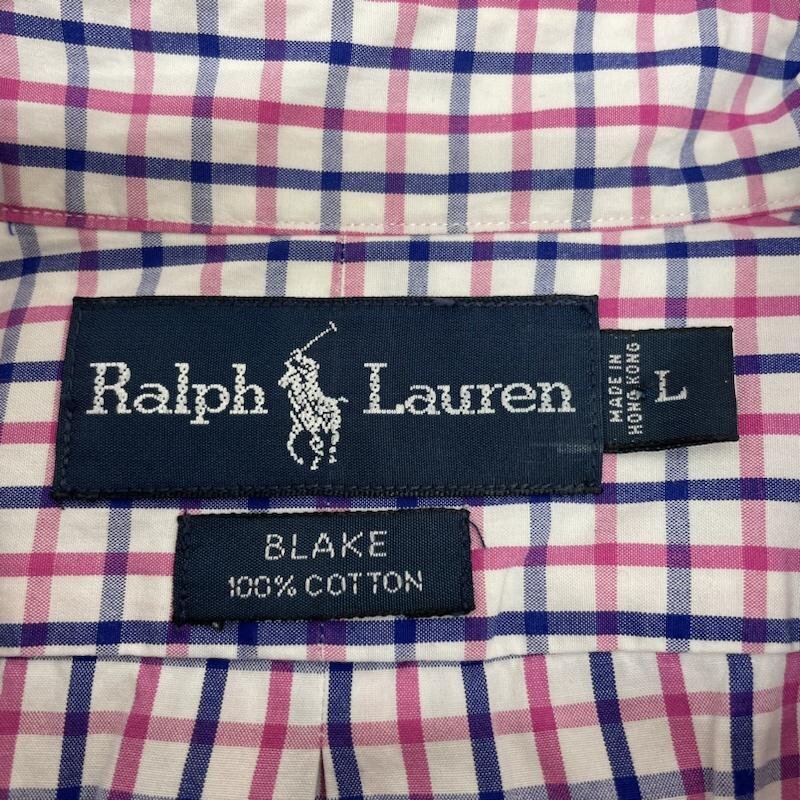 Ralph Lauren
MADE IN
HONG KONG
L
BLAKE
100% COTTON